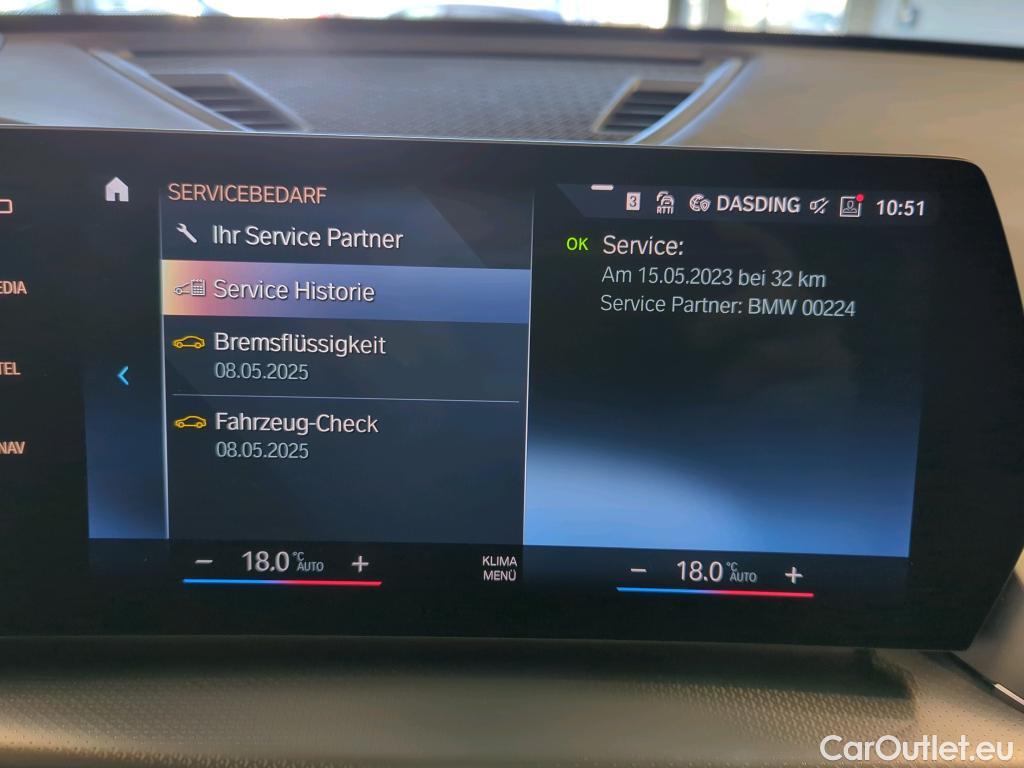 SERVICEBEDARF
Ihr Service Partner
Service Historie
Bremsflüssigkeit
08.05.2025
Fahrzeug-Check
08.05.2025
EDIA
TEL
NAV
3 RTTI DASDING 10:51
OK Service:
Am 15.05.2023 bei 32 km
Service Partner: BMW 00224
− 18.0 °C AUTO +
KLIMA
MENÜ
− 18.0 °C AUTO +
CarOutlet.eu